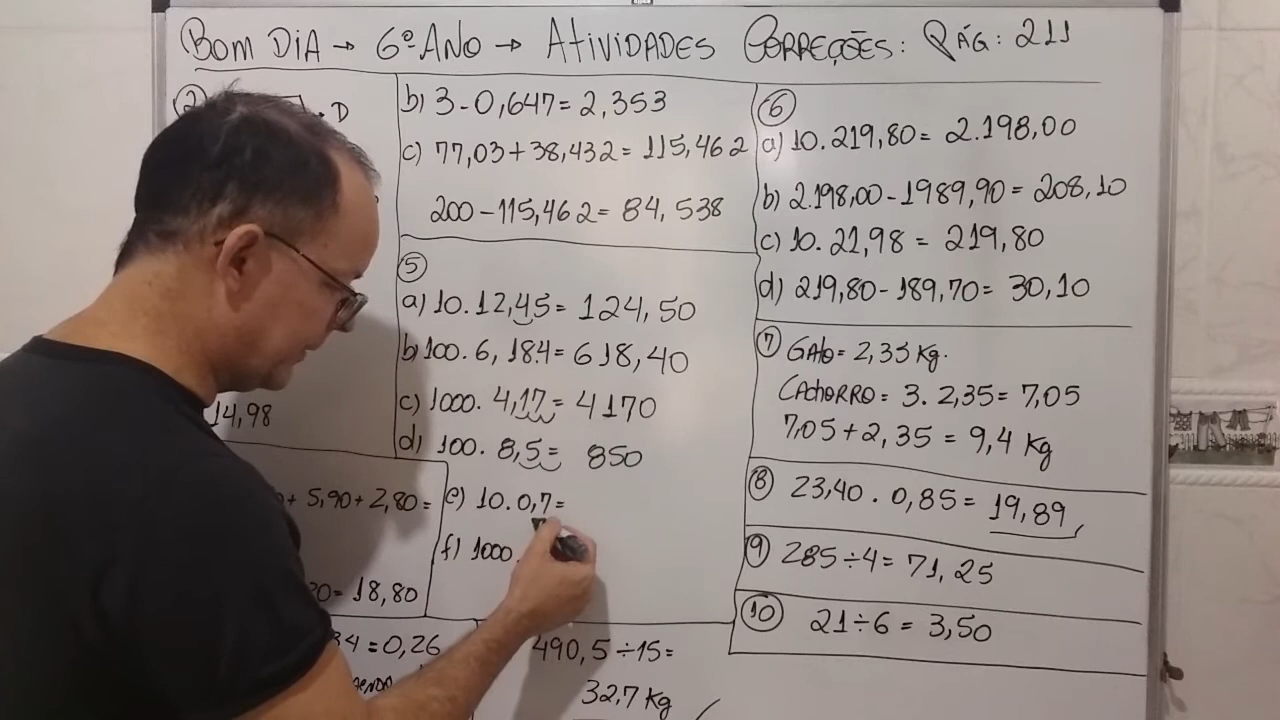 BOM DIA → 6º ANO → ATIVIDADES CORREÇÕES: PÁG: 211
2
D
14,98
+ 5,90 + 2,80 =
0 = 18,80
34 = 0,26
b) 3 - 0,647 = 2,353
c) 77,03 + 38,432 = 115,462
200 - 115,462 = 84,538
5
a) 10 . 12,45 = 124,50
b) 100 . 6,184 = 618,40
c) 1000 . 4,17 = 4170
d) 100 . 8,5 = 850
e) 10 . 0,7 =
f) 1000 .
490,5 ÷ 15 =
32,7 Kg
6
a) 10 . 219,80 = 2.198,00
b) 2.198,00 - 1989,90 = 208,10
c) 10 . 21,98 = 219,80
d) 219,80 - 189,70 = 30,10
7 GAto = 2,35 Kg.
CAchORRO = 3 . 2,35 = 7,05
7,05 + 2,35 = 9,4 Kg
8 23,40 . 0,85 = 19,89
9 285 ÷ 4 = 71,25
10 21 ÷ 6 = 3,50